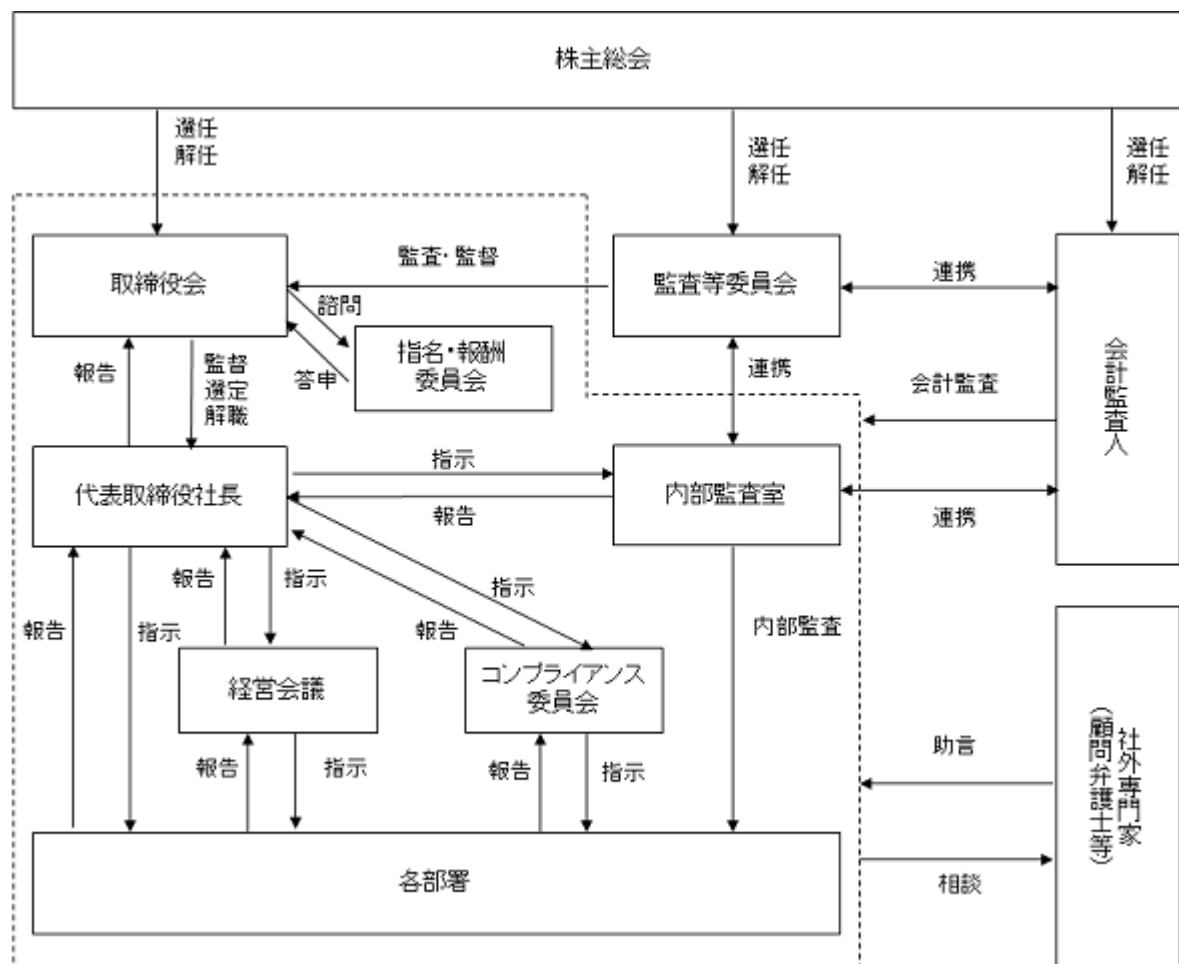 株主総会
選任
解任
選任
解任
選任
解任
取締役会
監査・監督
監査等委員会
連携
諮問
指名・報酬
委員会
答申
報告
監督
選定
解職
連携
会計監査
会計監査人
代表取締役社長
指示
報告
内部監査室
連携
報告
指示
報告
指示
指示
報告
内部監査
経営会議
コンプライアンス
委員会
報告
指示
報告
指示
助言
相談
社外専門家
(顧問弁護士等)
各部署